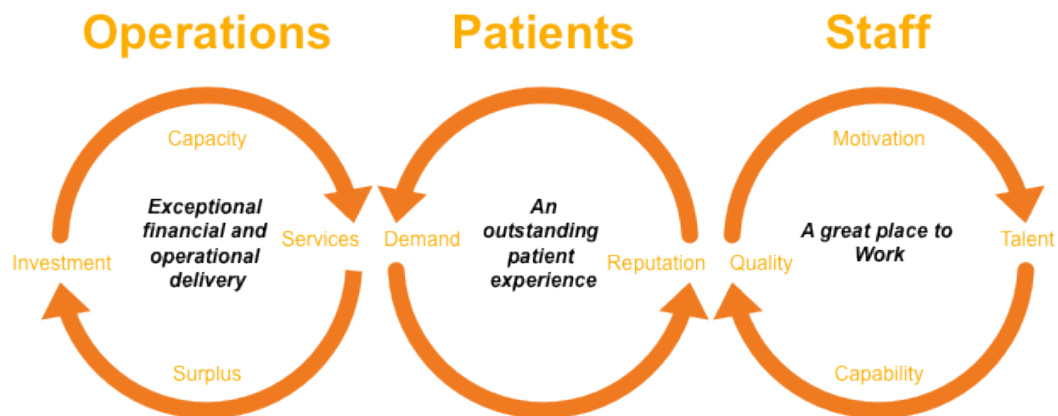 Operations
Patients
Staff
Capacity
Exceptional
financial and
operational
delivery
Investment
Services
Surplus
Demand
An
outstanding
patient
experience
Reputation
Motivation
Quality
A great place to
Work
Talent
Capability